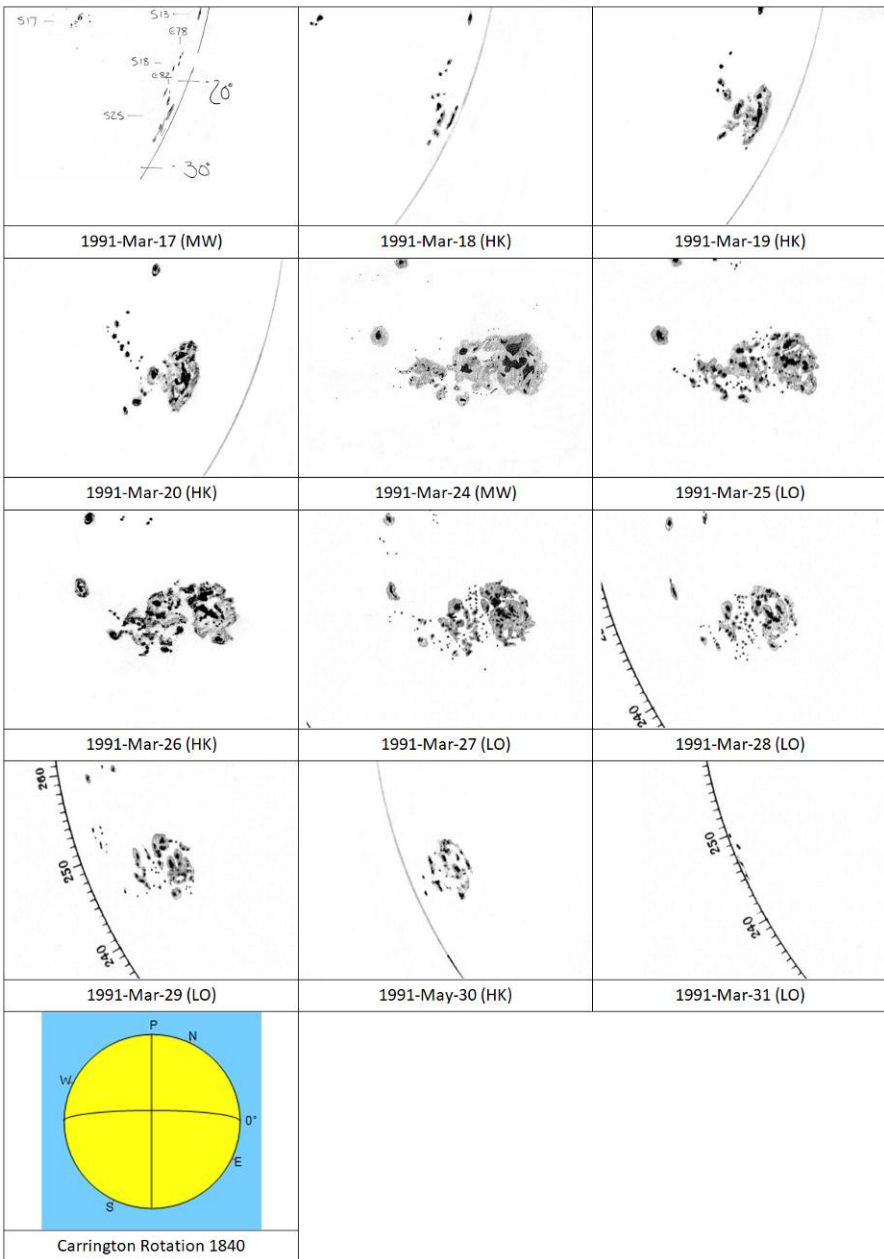 S17
S13
E78
S18
E82
-20°
S25
-30°
1991-Mar-17 (MW)
1991-Mar-18 (HK)
1991-Mar-19 (HK)
1991-Mar-20 (HK)
1991-Mar-24 (MW)
1991-Mar-25 (LO)
240
1991-Mar-26 (HK)
1991-Mar-27 (LO)
1991-Mar-28 (LO)
260
250
240
250
240
1991-Mar-29 (LO)
1991-May-30 (HK)
1991-Mar-31 (LO)
P
N
W
0°
E
S
Carrington Rotation 1840